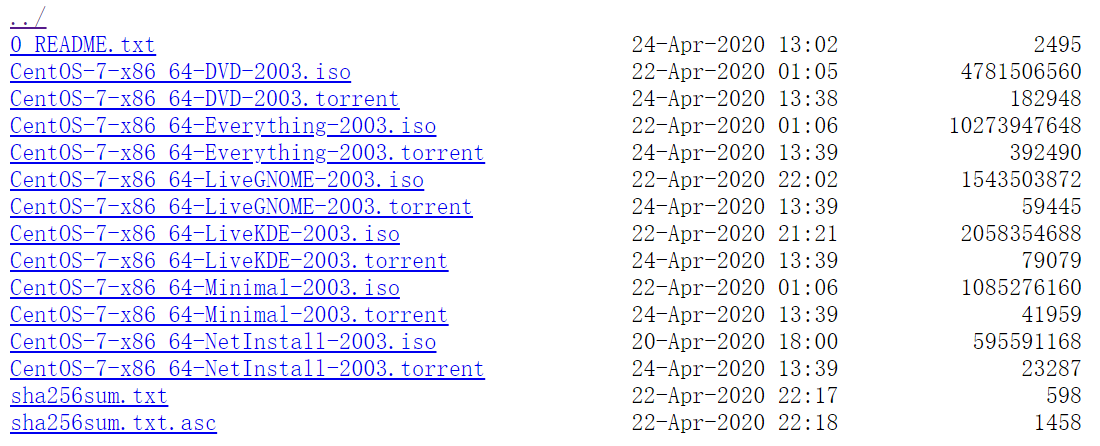 ../
0_README.txt 24-Apr-2020 13:02 2495
CentOS-7-x86_64-DVD-2003.iso 22-Apr-2020 01:05 4781506560
CentOS-7-x86_64-DVD-2003.torrent 24-Apr-2020 13:38 182948
CentOS-7-x86_64-Everything-2003.iso 22-Apr-2020 01:06 10273947648
CentOS-7-x86_64-Everything-2003.torrent 24-Apr-2020 13:39 392490
CentOS-7-x86_64-LiveGNOME-2003.iso 22-Apr-2020 22:02 1543503872
CentOS-7-x86_64-LiveGNOME-2003.torrent 24-Apr-2020 13:39 59445
CentOS-7-x86_64-LiveKDE-2003.iso 22-Apr-2020 21:21 2058354688
CentOS-7-x86_64-LiveKDE-2003.torrent 24-Apr-2020 13:39 79079
CentOS-7-x86_64-Minimal-2003.iso 22-Apr-2020 01:06 1085276160
CentOS-7-x86_64-Minimal-2003.torrent 24-Apr-2020 13:39 41959
CentOS-7-x86_64-NetInstall-2003.iso 20-Apr-2020 18:00 595591168
CentOS-7-x86_64-NetInstall-2003.torrent 24-Apr-2020 13:39 23287
sha256sum.txt 22-Apr-2020 22:17 598
sha256sum.txt.asc 22-Apr-2020 22:18 1458